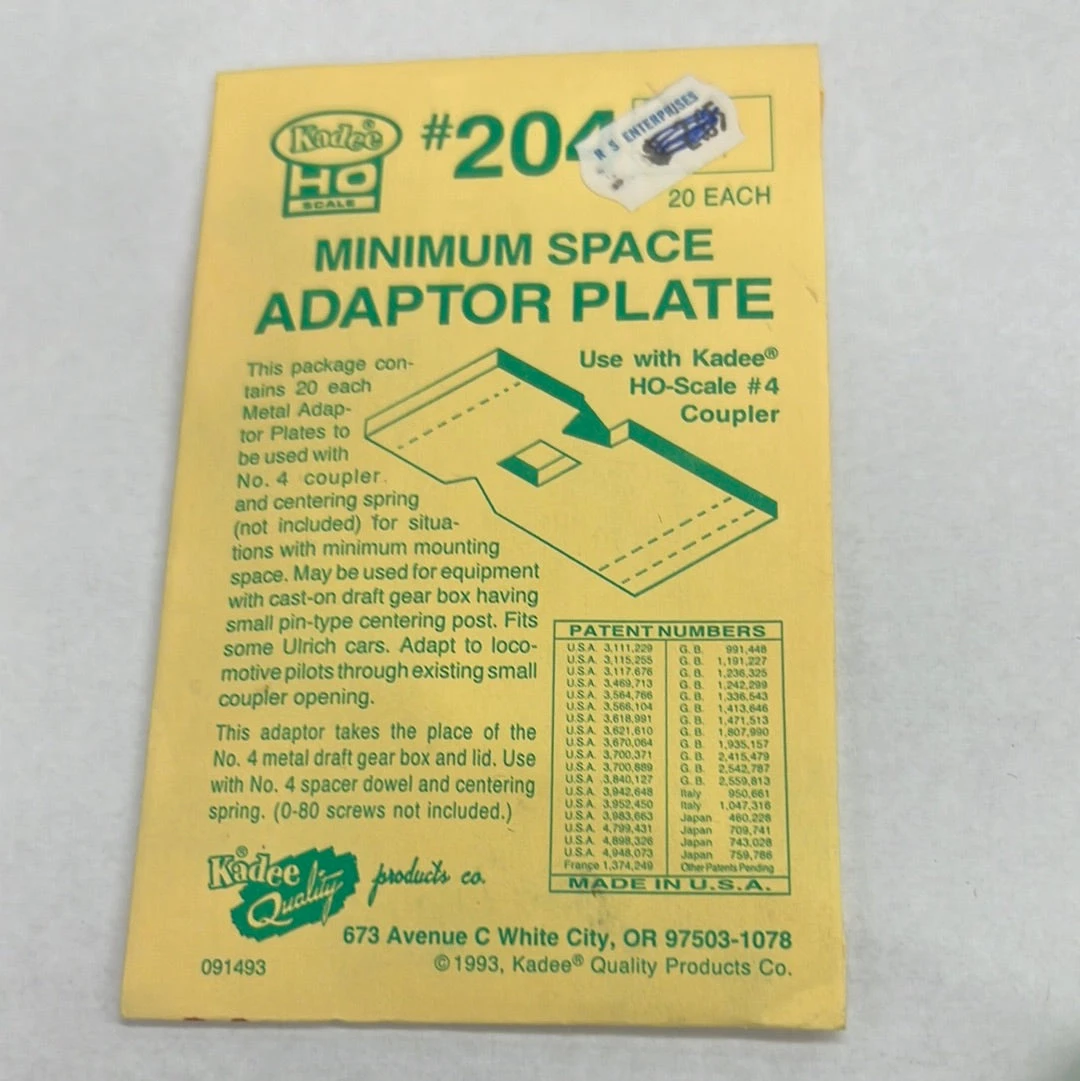 Kadee®
HO
SCALE
#204
R S ENTERPRISES
20 EACH
MINIMUM SPACE
ADAPTOR PLATE
Use with Kadee®
HO-Scale #4
Coupler
This package con-
tains 20 each
Metal Adap-
tor Plates to
be used with
No. 4 coupler
and centering spring
(not included) for situa-
tions with minimum mounting
space. May be used for equipment
with cast-on draft gear box having
small pin-type centering post. Fits
some Ulrich cars. Adapt to loco-
motive pilots through existing small
coupler opening.
This adaptor takes the place of the
No. 4 metal draft gear box and lid. Use
with No. 4 spacer dowel and centering
spring. (0-80 screws not included.)
PATENT NUMBERS
U.S.A. 3,111,229 G. B. 991,448
U.S.A. 3,115,255 G. B. 1,191,227
U.S.A. 3,117,676 G. B. 1,236,325
U.S.A. 3,469,713 G. B. 1,242,299
U.S.A. 3,564,766 G. B. 1,336,543
U.S.A. 3,566,104 G. B. 1,413,646
U.S.A. 3,618,991 G. B. 1,471,513
U.S.A. 3,621,610 G. B. 1,807,990
U.S.A. 3,670,064 G. B. 1,935,157
U.S.A. 3,700,371 G. B. 2,415,479
U.S.A. 3,700,889 G. B. 2,542,787
U.S.A. 3,840,127 G. B. 2,559,813
U.S.A. 3,942,648 Italy 950,661
U.S.A. 3,952,450 Italy 1,047,316
U.S.A. 3,983,663 Japan 460,228
U.S.A. 4,799,431 Japan 709,741
U.S.A. 4,898,326 Japan 743,028
U.S.A. 4,948,073 Japan 759,786
France 1,374,249 Other Patents Pending
MADE IN U.S.A.
Kadee®
Quality products co.
673 Avenue C White City, OR 97503-1078
091493 ©1993, Kadee® Quality Products Co.